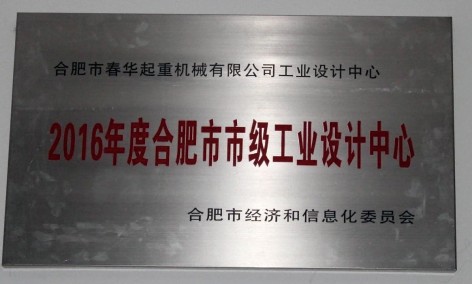 合肥市春华起重机械有限公司工业设计中心
2016年度合肥市市级工业设计中心
合肥市经济和信息化委员会